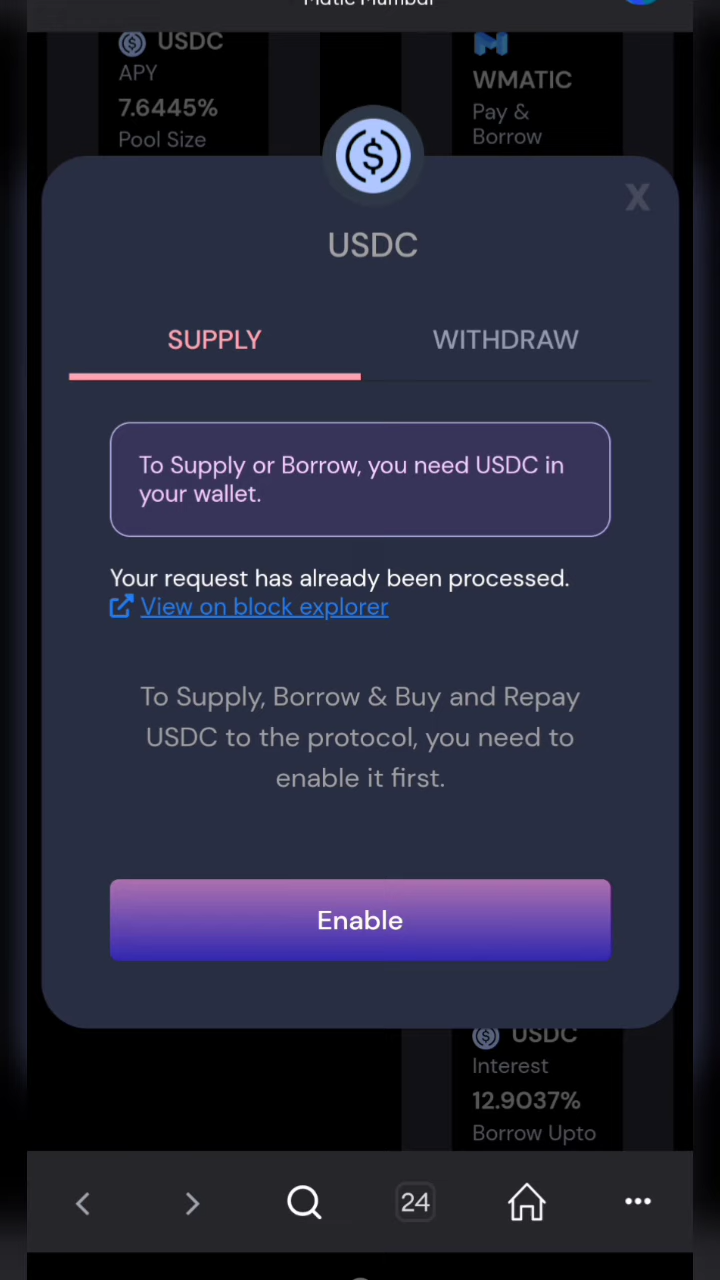 Matic Mumbai
USDC
APY
7.6445%
Pool Size
WMATIC
Pay &
Borrow
X
USDC
SUPPLY
WITHDRAW
To Supply or Borrow, you need USDC in
your wallet.
Your request has already been processed.
View on block explorer
To Supply, Borrow & Buy and Repay
USDC to the protocol, you need to
enable it first.
Enable
USDC
Interest
12.9037%
Borrow Upto
24